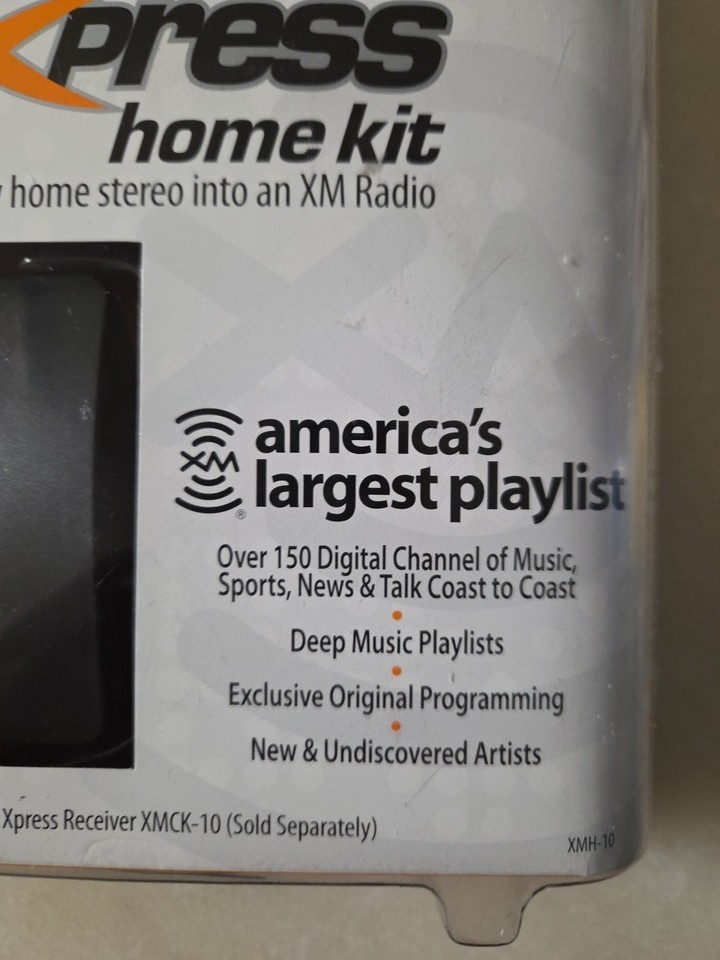 Xpress
home kit
home stereo into an XM Radio
XM
®
america's
largest playlist
Over 150 Digital Channel of Music,
Sports, News & Talk Coast to Coast
Deep Music Playlists
Exclusive Original Programming
New & Undiscovered Artists
Xpress Receiver XMCK-10 (Sold Separately)
XMH-10